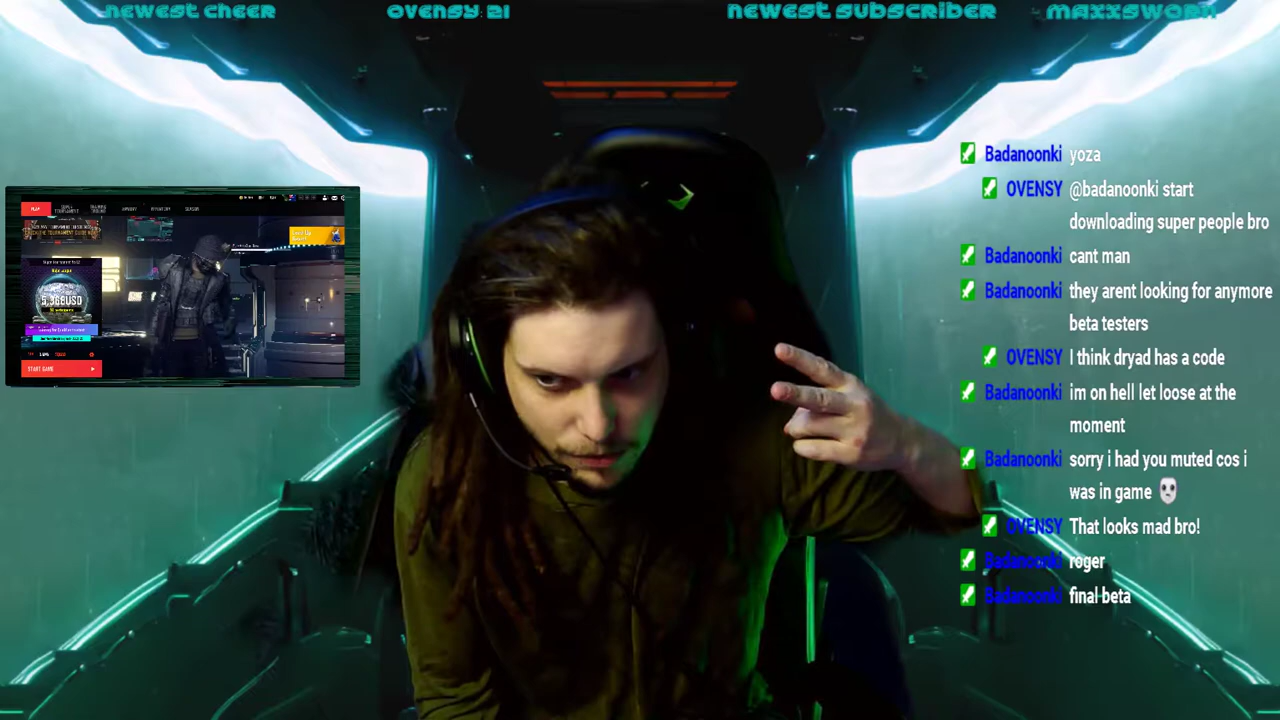 NEWEST CHEER
OVENSY 21
NEWEST SUBSCRIBER
MAXXSWORN
Badanoonki yoza
OVENSY @badanoonki start
downloading super people bro
Badanoonki cant man
Badanoonki they arent looking for anymore
beta testers
OVENSY I think dryad has a code
Badanoonki im on hell let loose at the
moment
Badanoonki sorry i had you muted cos i
was in game
OVENSY That looks mad bro!
Badanoonki roger
Badanoonki final beta
PLAY
START GAME